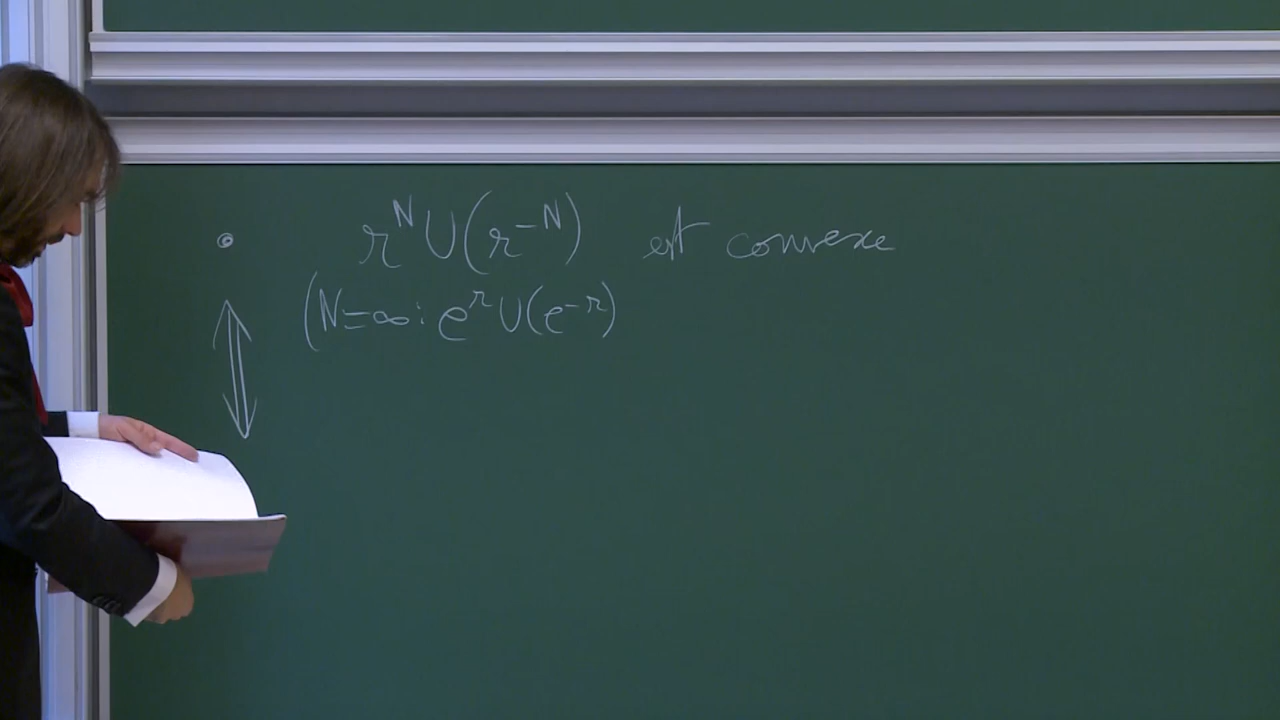 • r^N U(r^{-N}) est convexe
(N=∞: e^r U(e^{-r})
⇕